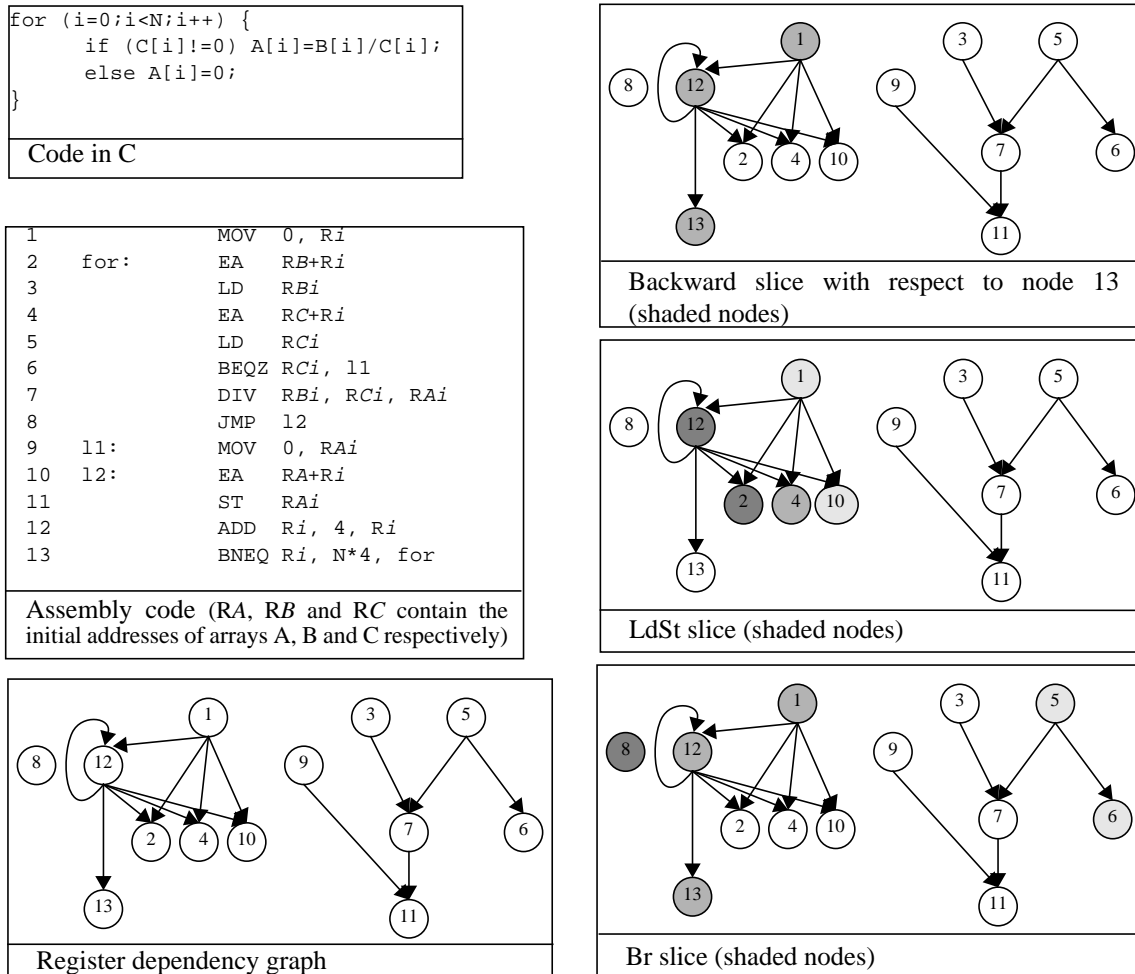 for (i=0;i<N;i++) {
if (C[i]!=0) A[i]=B[i]/C[i];
else A[i]=0;
}
Code in C
1 MOV 0, Ri
2 for: EA RB+Ri
3 LD RBi
4 EA RC+Ri
5 LD RCi
6 BEQZ RCi, l1
7 DIV RBi, RCi, RAi
8 JMP l2
9 l1: MOV 0, RAi
10 l2: EA RA+Ri
11 ST RAi
12 ADD Ri, 4, Ri
13 BNEQ Ri, N*4, for
Assembly code (RA, RB and RC contain the
initial addresses of arrays A, B and C respectively)
1 3 5
8 12 9
2 4 10 7 6
13 11
Register dependency graph
1 3 5
8 12 9
2 4 10 7 6
13 11
Backward slice with respect to node 13
(shaded nodes)
1 3 5
8 12 9
2 4 10 7 6
13 11
LdSt slice (shaded nodes)
1 3 5
8 12 9
2 4 10 7 6
13 11
Br slice (shaded nodes)